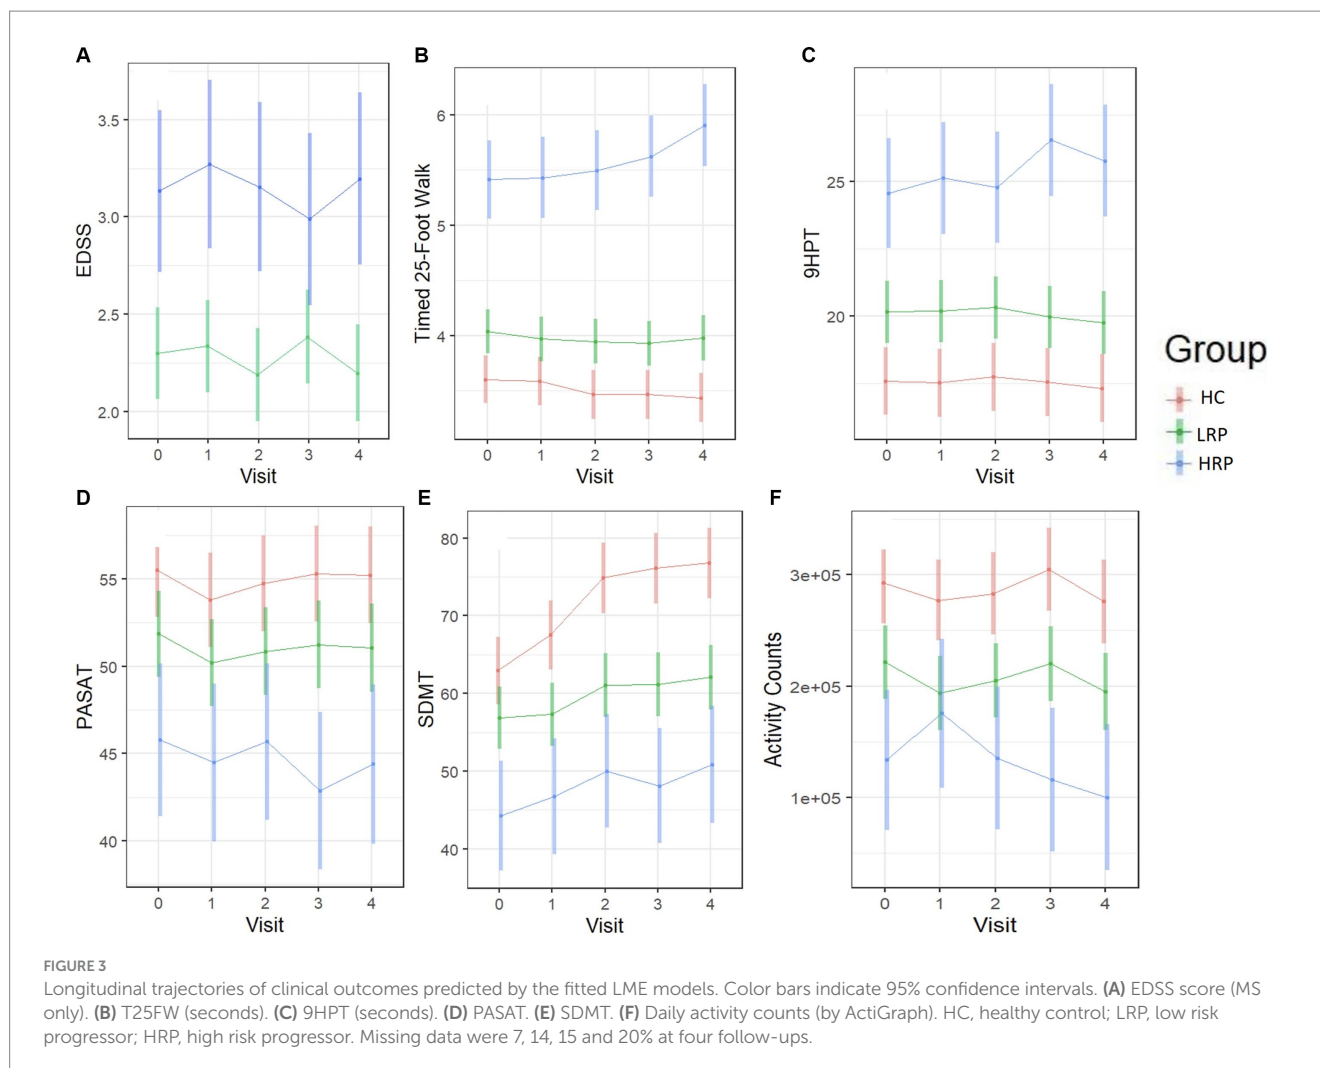 A
EDSS
3.5
3.0
2.5
2.0
0 1 2 3 4
Visit
B
Timed 25-Foot Walk
6
5
4
0 1 2 3 4
Visit
C
9HPT
25
20
0 1 2 3 4
Visit
Group
HC
LRP
HRP
D
PASAT
55
50
45
40
0 1 2 3 4
Visit
E
SDMT
80
70
60
50
40
0 1 2 3 4
Visit
F
Activity Counts
3e+05
2e+05
1e+05
0 1 2 3 4
Visit
FIGURE 3
Longitudinal trajectories of clinical outcomes predicted by the fitted LME models. Color bars indicate 95% confidence intervals. (A) EDSS score (MS
only). (B) T25FW (seconds). (C) 9HPT (seconds). (D) PASAT. (E) SDMT. (F) Daily activity counts (by ActiGraph). HC, healthy control; LRP, low risk
progressor; HRP, high risk progressor. Missing data were 7, 14, 15 and 20% at four follow-ups.